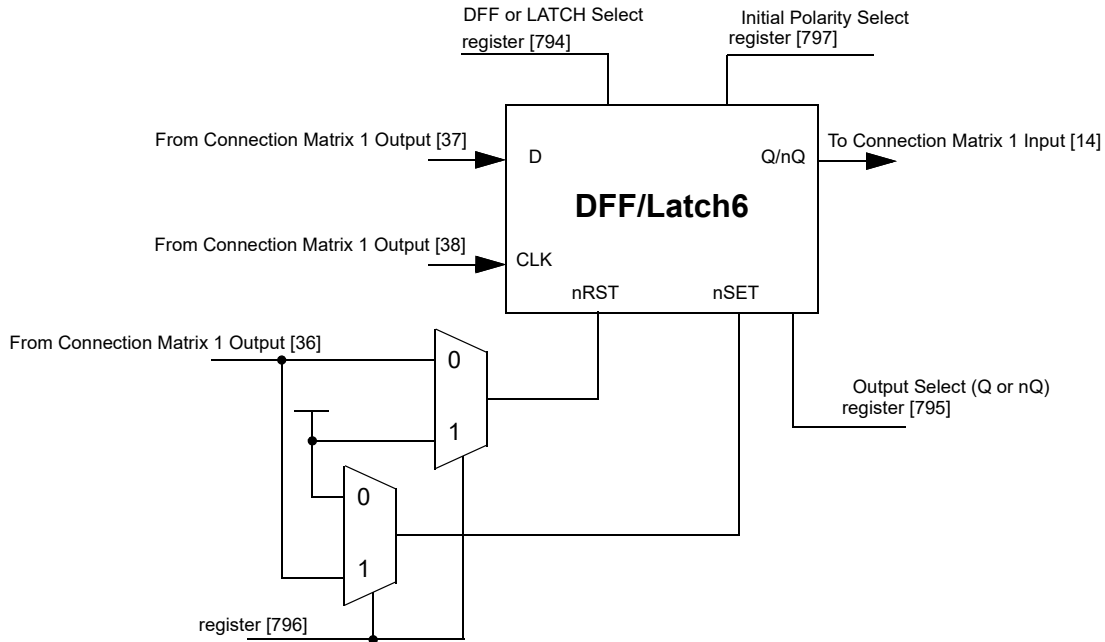 DFF or LATCH Select
register [794]
Initial Polarity Select
register [797]
From Connection Matrix 1 Output [37]
D
Q/nQ
To Connection Matrix 1 Input [14]
DFF/Latch6
From Connection Matrix 1 Output [38]
CLK
nRST
nSET
From Connection Matrix 1 Output [36]
0
1
Output Select (Q or nQ)
register [795]
0
1
register [796]